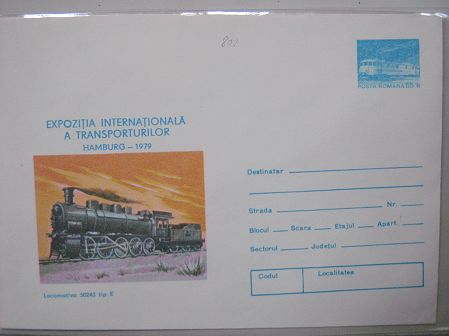 802
POSTA ROMANA 55 B
EXPOZIȚIA INTERNAȚIONALĂ
A TRANSPORTURILOR
HAMBURG – 1979
Destinatar
Strada Nr.
Blocul Scara Etajul Apart.
Sectorul Județul
Codul Localitatea
Locomotiva 50243 tip E